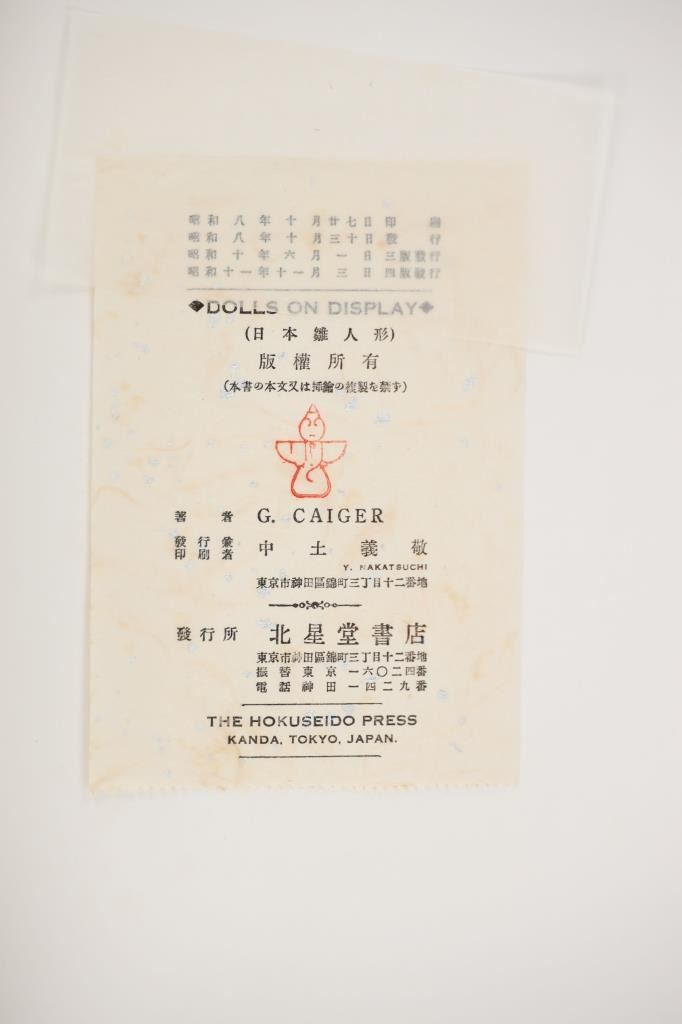 昭和八年十月廿七日印刷
昭和八年十月三十日發行
昭和十年六月一日三版發行
昭和十一年十一月三日四版發行
◆DOLLS ON DISPLAY◆
(日本雛人形)
版權所有
(本書の本文又は挿繪の複製を禁ず)
著者 G. CAIGER
發行兼印刷者 中土義敬
Y. NAKATSUCHI
東京市神田區錦町三丁目十二番地
發行所 北星堂書店
東京市神田區錦町三丁目十二番地
振替東京一六〇二四番
電話神田一四二九番
THE HOKUSEIDO PRESS
KANDA, TOKYO, JAPAN.